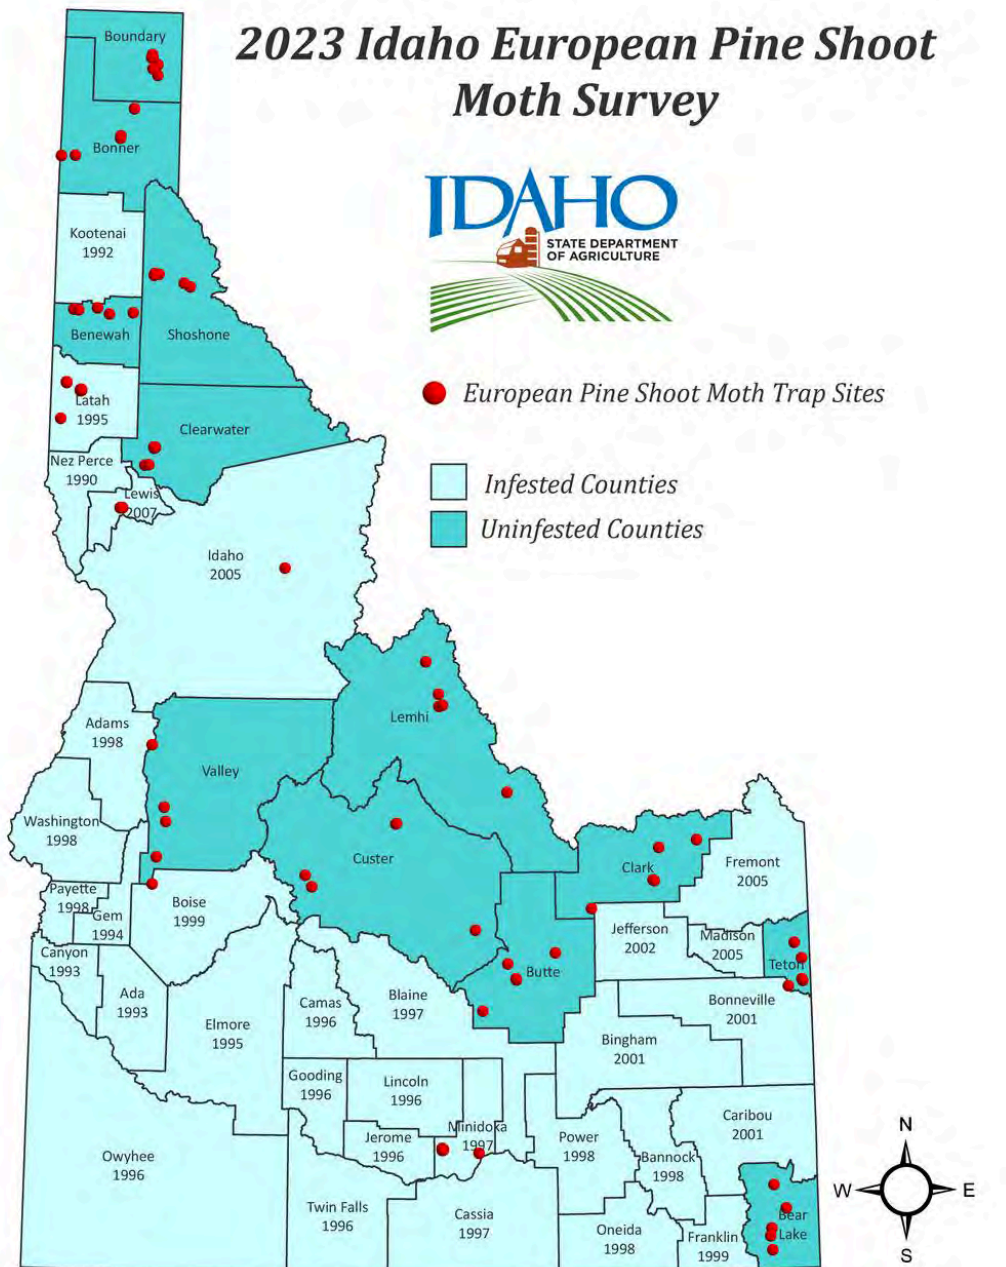 2023 Idaho European Pine Shoot
Moth Survey
IDAHO
STATE DEPARTMENT
OF AGRICULTURE
European Pine Shoot Moth Trap Sites
Infested Counties
Uninfested Counties
Boundary
Bonner
Kootenai
1992
Benewah
Shoshone
Latah
1995
Clearwater
Nez Perce
1990
Lewis
2007
Idaho
2005
Lemhi
Adams
1998
Valley
Washington
1998
Custer
Clark
Fremont
2005
Payette
1998
Gem
1994
Boise
1999
Jefferson
2002
Madison
2005
Teton
Canyon
1993
Ada
1993
Butte
Camas
1996
Blaine
1997
Bonneville
2001
Elmore
1995
Bingham
2001
Gooding
1996
Lincoln
1996
Caribou
2001
Jerome
1996
Minidoka
1997
Power
1998
Bannock
1998
Owyhee
1996
Twin Falls
1996
Cassia
1997
Oneida
1998
Franklin
1999
Bear
Lake
N
W
E
S